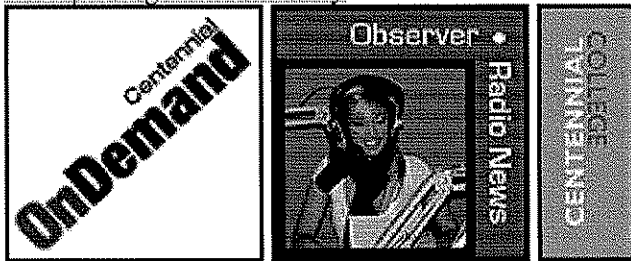 Centennial
OnDemand
Observer •
Radio News
CENTENNIAL
COLLEGE